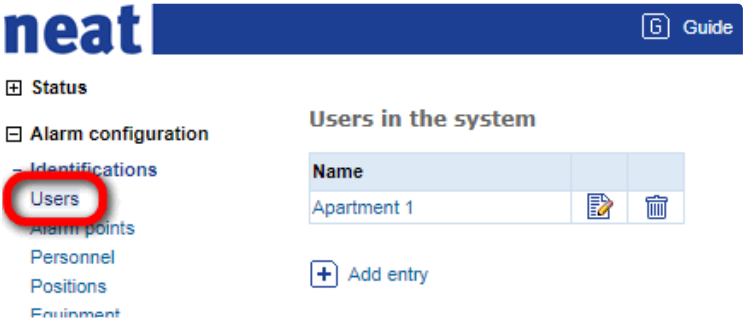 neat
G Guide
Status
Alarm configuration
Identifications
Users
Alarm points
Personnel
Positions
Equipment
Users in the system
Name
Apartment 1
Add entry